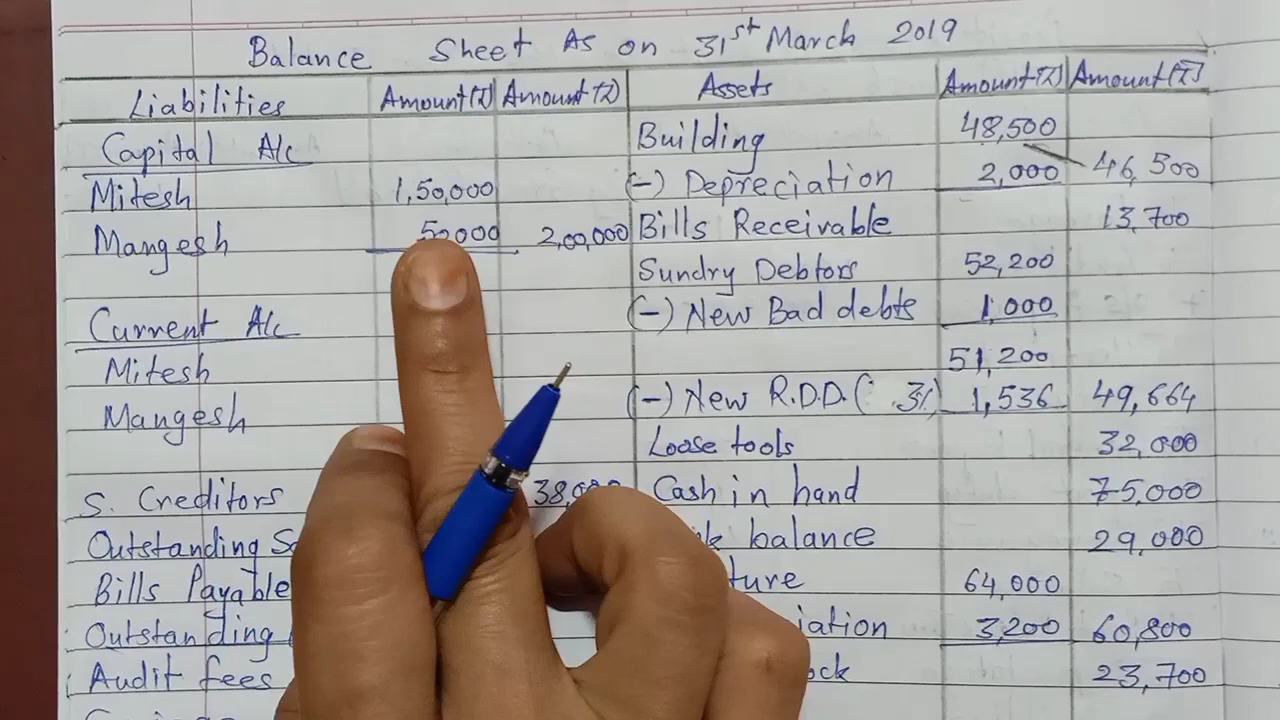 Balance Sheet As on 31st March 2019
Liabilities Amount(₹) Amount(₹) Assets Amount(₹) Amount(₹)
Capital A/c Building 48,500
Mitesh 1,50,000 (-) Depreciation 2,000 46,500
Mangesh 50,000 2,00,000 Bills Receivable 13,700
Sundry Debtors 52,200
Current A/c (-) New Bad debts 1,000
Mitesh 51,200
Mangesh (-) New R.D.D. ( 3%) 1,536 49,664
Loose tools 32,000
S. Creditors Cash in hand 75,000
Outstanding balance 29,000
Bills Payable 64,000
Outstanding 3,200 60,800
Audit fees 23,700